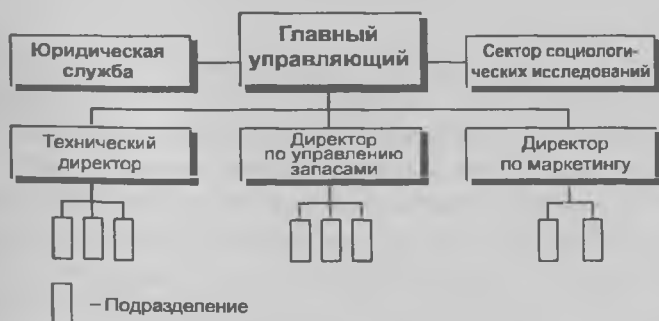 Юридическая
служба
Главный
управляющий
Сектор социологи-
ческих исследований
Технический
директор
Директор
по управлению
запасами
Директор
по маркетингу
– Подразделение